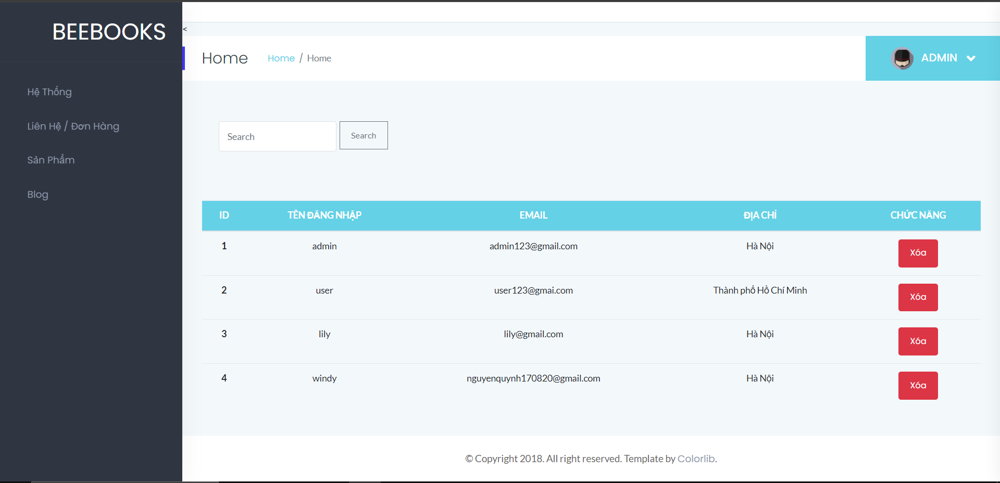 BEEBOOKS
Hệ Thống
Liên Hệ / Đơn Hàng
Sản Phẩm
Blog
<
Home Home / Home
ADMIN
Search Search
ID TÊN ĐĂNG NHẬP EMAIL ĐỊA CHỈ CHỨC NĂNG
1 admin admin123@gmail.com Hà Nội Xóa
2 user user123@gmai.com Thành phố Hồ Chí Minh Xóa
3 lily lily@gmail.com Hà Nội Xóa
4 windy nguyenquynh170820@gmail.com Hà Nội Xóa
© Copyright 2018. All right reserved. Template by Colorlib.